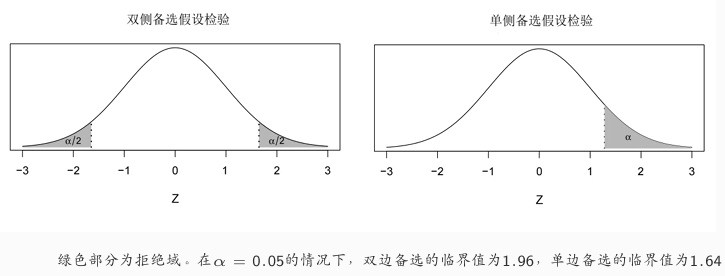 双侧备选假设检验
单侧备选假设检验
α/2
α/2
−3 −2 −1 0 1 2 3
Z
α
−3 −2 −1 0 1 2 3
Z
绿色部分为拒绝域。在α = 0.05的情况下，双边备选的临界值为1.96，单边备选的临界值为1.64